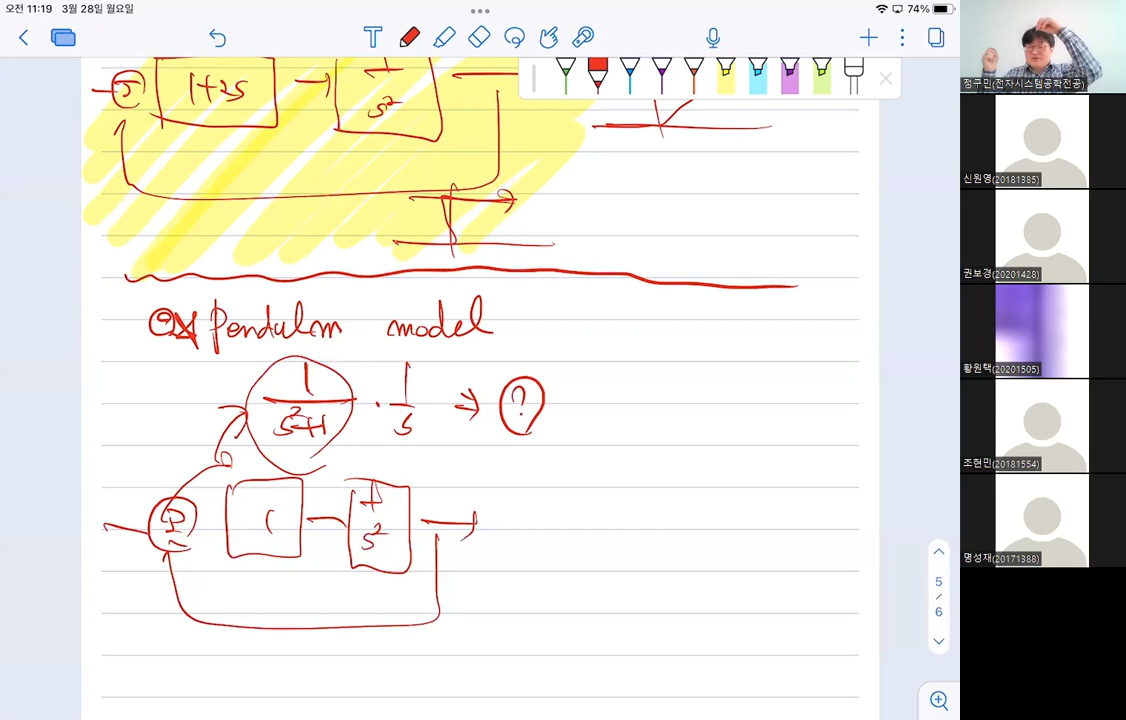 오전 11:19 3월 28일 월요일
74%
Σ 1+2s 1
s²
ex Pendulm model
1 . 1 → ?
s²+1 s
Σ 1 1
s²
5
/
6
정구민(전자시스템공학전공)
신원영(20181385)
권보경(20201428)
황원택(20201505)
조현민(20181554)
명성재(20171388)